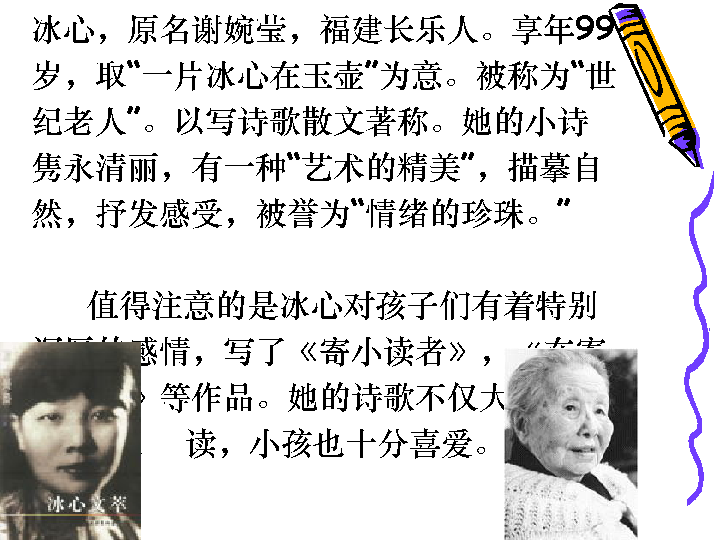 冰心，原名谢婉莹，福建长乐人。享年99
岁，取“一片冰心在玉壶”为意。被称为“世
纪老人”。以写诗歌散文著称。她的小诗
隽永清丽，有一种“艺术的精美”，描摹自
然，抒发感受，被誉为“情绪的珍珠。”
值得注意的是冰心对孩子们有着特别
感情，写了《寄小读者》，《
》等作品。她的诗歌不仅大
读，小孩也十分喜爱。
冰心文萃